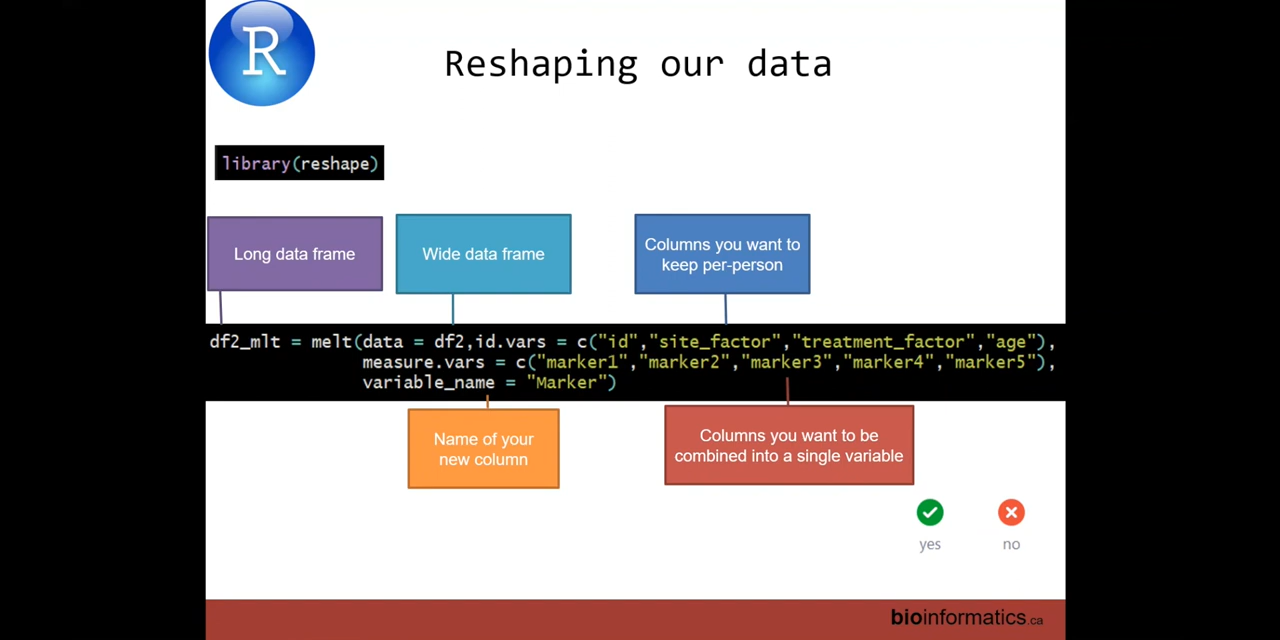 R
Reshaping our data
library(reshape)
Long data frame
Wide data frame
Columns you want to
keep per-person
df2_mlt = melt(data = df2,id.vars = c("id","site_factor","treatment_factor","age"),
measure.vars = c("marker1","marker2","marker3","marker4","marker5"),
variable_name = "Marker")
Name of your
new column
Columns you want to be
combined into a single variable
yes
no
bioinformatics.ca